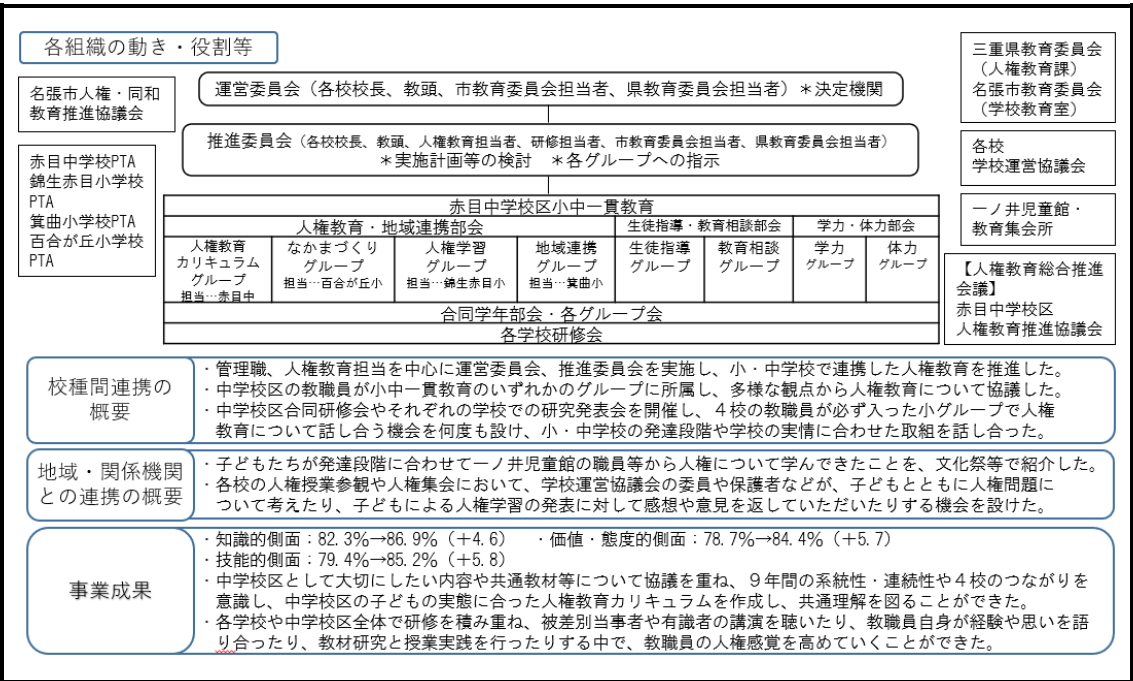 各組織の動き・役割等
名張市人権・同和
教育推進協議会
赤目中学校PTA
錦生赤目小学校
PTA
箕曲小学校PTA
百合が丘小学校
PTA
運営委員会（各校校長、教頭、市教育委員会担当者、県教育委員会担当者）＊決定機関
推進委員会（各校校長、教頭、人権教育担当者、研修担当者、市教育委員会担当者、県教育委員会担当者）
＊実施計画等の検討　＊各グループへの指示
三重県教育委員会
（人権教育課）
名張市教育委員会
（学校教育室）
各校
学校運営協議会
一ノ井児童館・
教育集会所
【人権教育総合推進
会議】
赤目中学校区
人権教育推進協議会
赤目中学校区小中一貫教育
人権教育・地域連携部会
生徒指導・教育相談部会
学力・体力部会
人権教育
カリキュラム
グループ
担当…赤目中
なかまづくり
グループ
担当…百合が丘小
人権学習
グループ
担当…錦生赤目小
地域連携
グループ
担当…箕曲小
生徒指導
グループ
教育相談
グループ
学力
グループ
体力
グループ
合同学年部会・各グループ会
各学校研修会
校種間連携の
概要
・管理職、人権教育担当を中心に運営委員会、推進委員会を実施し、小・中学校で連携した人権教育を推進した。
・中学校区の教職員が小中一貫教育のいずれかのグループに所属し、多様な観点から人権教育について協議した。
・中学校区合同研修会やそれぞれの学校での研究発表会を開催し、４校の教職員が必ず入った小グループで人権
教育について話し合う機会を何度も設け、小・中学校の発達段階や学校の実情に合わせた取組を話し合った。
地域・関係機関
との連携の概要
・子どもたちが発達段階に合わせて一ノ井児童館の職員等から人権について学んできたことを、文化祭等で紹介した。
・各校の人権授業参観や人権集会において、学校運営協議会の委員や保護者などが、子どもとともに人権問題に
ついて考えたり、子どもによる人権学習の発表に対して感想や意見を返していただいたりする機会を設けた。
事業成果
・知識的側面：82.3%→86.9%（＋4.6）　・価値・態度的側面：78.7%→84.4%（＋5.7）
・技能的側面：79.4%→85.2%（＋5.8）
・中学校区として大切にしたい内容や共通教材等について協議を重ね、９年間の系統性・連続性や４校のつながりを
意識し、中学校区の子どもの実態に合った人権教育カリキュラムを作成し、共通理解を図ることができた。
・各学校や中学校区全体で研修を積み重ね、被差別当事者や有識者の講演を聴いたり、教職員自身が経験や思いを語
り合ったり、教材研究と授業実践を行ったりする中で、教職員の人権感覚を高めていくことができた。